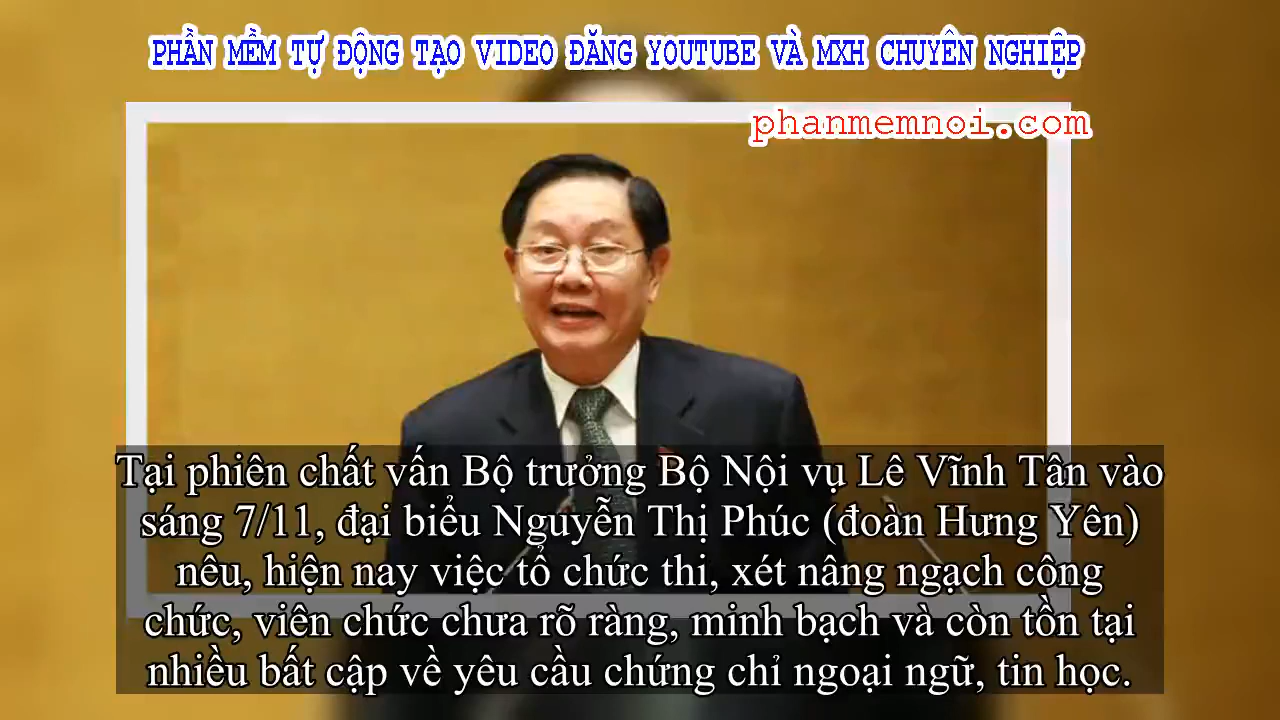 PHẦN MỀM TỰ ĐỘNG TẠO VIDEO ĐĂNG YOUTUBE VÀ MXH CHUYÊN NGHIỆP
phanmemnoi.com
Tại phiên chất vấn Bộ trưởng Bộ Nội vụ Lê Vĩnh Tân vào
sáng 7/11, đại biểu Nguyễn Thị Phúc (đoàn Hưng Yên)
nêu, hiện nay việc tổ chức thi, xét nâng ngạch công
chức, viên chức chưa rõ ràng, minh bạch và còn tồn tại
nhiều bất cập về yêu cầu chứng chỉ ngoại ngữ, tin học.